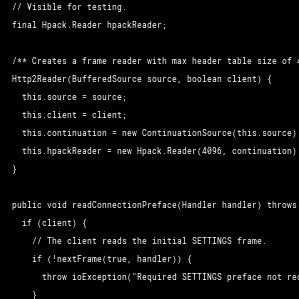 // Visible for testing.
final Hpack.Reader hpackReader;
/** Creates a frame reader with max header table size of
Http2Reader(BufferedSource source, boolean client) {
this.source = source;
this.client = client;
this.continuation = new ContinuationSource(this.source)
this.hpackReader = new Hpack.Reader(4096, continuation)
}
public void readConnectionPreface(Handler handler) throws
if (client) {
// The client reads the initial SETTINGS frame.
if (!nextFrame(true, handler)) {
throw ioException("Required SETTINGS preface not
}